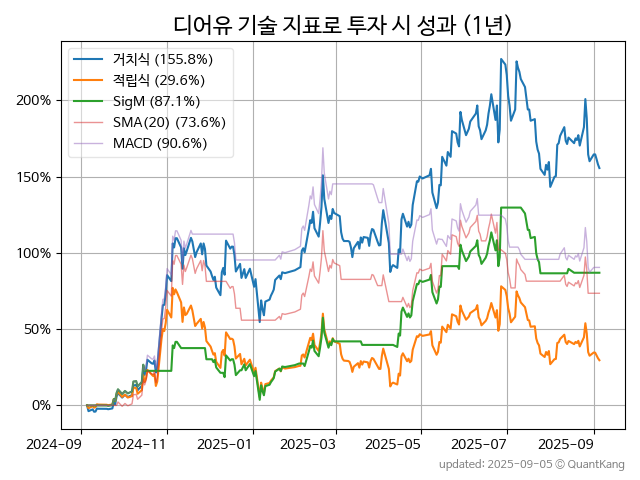 디어유 기술 지표로 투자 시 성과 (1년)
거치식 (155.8%)
적립식 (29.6%)
SigM (87.1%)
SMA(20) (73.6%)
MACD (90.6%)
200%
150%
100%
50%
0%
2024-09 2024-11 2025-01 2025-03 2025-05 2025-07 2025-09
updated: 2025-09-05 © QuantKang